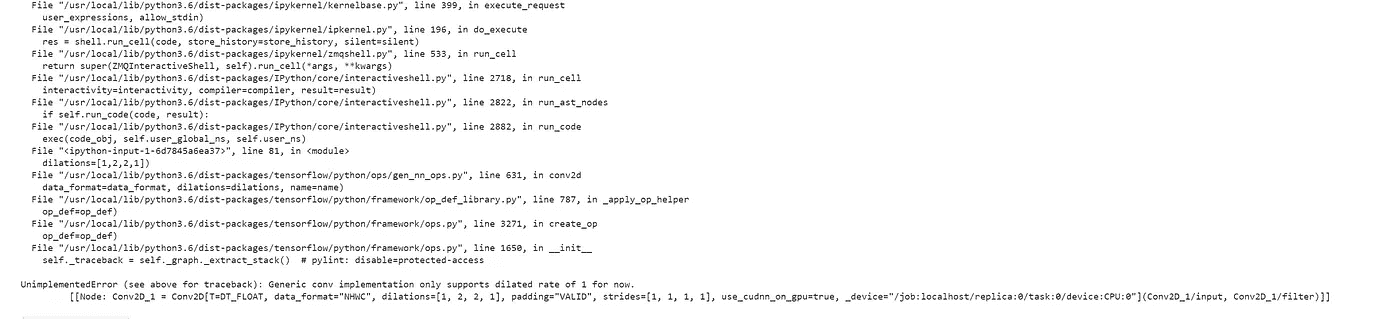 File "/usr/local/lib/python3.6/dist-packages/ipykernel/kernelbase.py", line 399, in execute_request
user_expressions, allow_stdin)
File "/usr/local/lib/python3.6/dist-packages/ipykernel/ipkernel.py", line 196, in do_execute
res = shell.run_cell(code, store_history=store_history, silent=silent)
File "/usr/local/lib/python3.6/dist-packages/ipykernel/zmqshell.py", line 533, in run_cell
return super(ZMQInteractiveShell, self).run_cell(*args, **kwargs)
File "/usr/local/lib/python3.6/dist-packages/IPython/core/interactiveshell.py", line 2718, in run_cell
interactivity=interactivity, compiler=compiler, result=result)
File "/usr/local/lib/python3.6/dist-packages/IPython/core/interactiveshell.py", line 2822, in run_ast_nodes
if self.run_code(code, result):
File "/usr/local/lib/python3.6/dist-packages/IPython/core/interactiveshell.py", line 2882, in run_code
exec(code_obj, self.user_global_ns, self.user_ns)
File "<ipython-input-1-6d7845a6ea37>", line 81, in <module>
dilations=[1,2,2,1])
File "/usr/local/lib/python3.6/dist-packages/tensorflow/python/ops/gen_nn_ops.py", line 631, in conv2d
data_format=data_format, dilations=dilations, name=name)
File "/usr/local/lib/python3.6/dist-packages/tensorflow/python/framework/op_def_library.py", line 787, in _apply_op_helper
op_def=op_def)
File "/usr/local/lib/python3.6/dist-packages/tensorflow/python/framework/ops.py", line 3271, in create_op
op_def=op_def)
File "/usr/local/lib/python3.6/dist-packages/tensorflow/python/framework/ops.py", line 1650, in __init__
self._traceback = self._graph._extract_stack()  # pylint: disable=protected-access
UnimplementedError (see above for traceback): Generic conv implementation only supports dilated rate of 1 for now.
[[Node: Conv2D_1 = Conv2D[T=DT_FLOAT, data_format="NHWC", dilations=[1, 2, 2, 1], padding="VALID", strides=[1, 1, 1, 1], use_cudnn_on_gpu=true, _device="/job:localhost/replica:0/task:0/device:CPU:0"](Conv2D_1/input, Conv2D_1/filter)]]